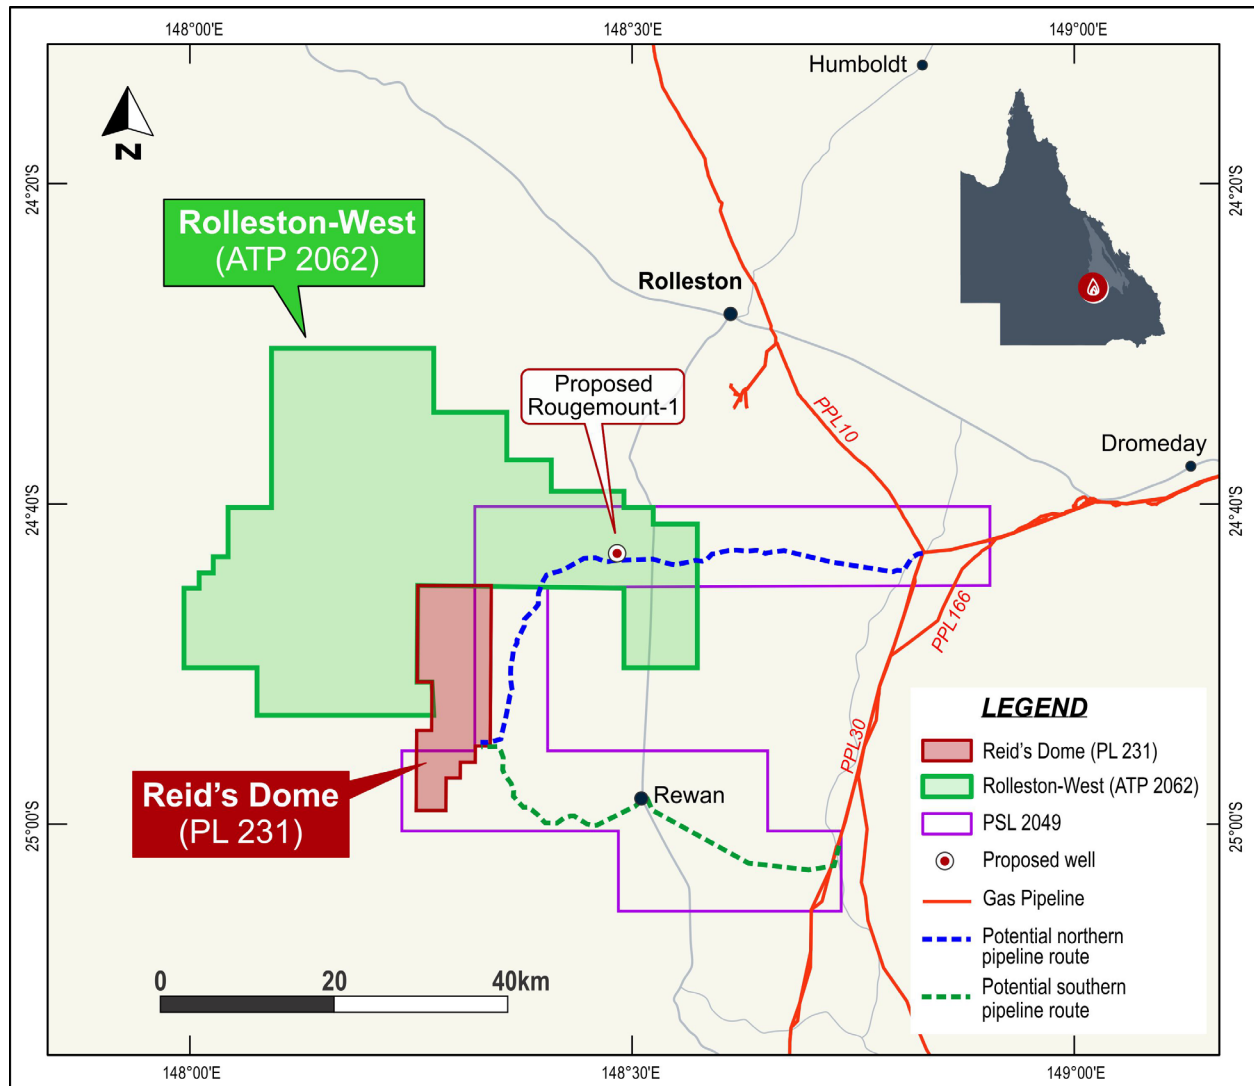 148°00'E
148°30'E
149°00'E
Humboldt
N
24°20'S
24°20'S
Rolleston-West
(ATP 2062)
Rolleston
Proposed
Rougemount-1
PPL10
Dromeday
24°40'S
24°40'S
PPL166
PPL30
Reid's Dome
(PL 231)
Rewan
25°00'S
25°00'S
LEGEND
Reid's Dome (PL 231)
Rolleston-West (ATP 2062)
PSL 2049
Proposed well
Gas Pipeline
Potential northern
pipeline route
Potential southern
pipeline route
0
20
40km
148°00'E
148°30'E
149°00'E